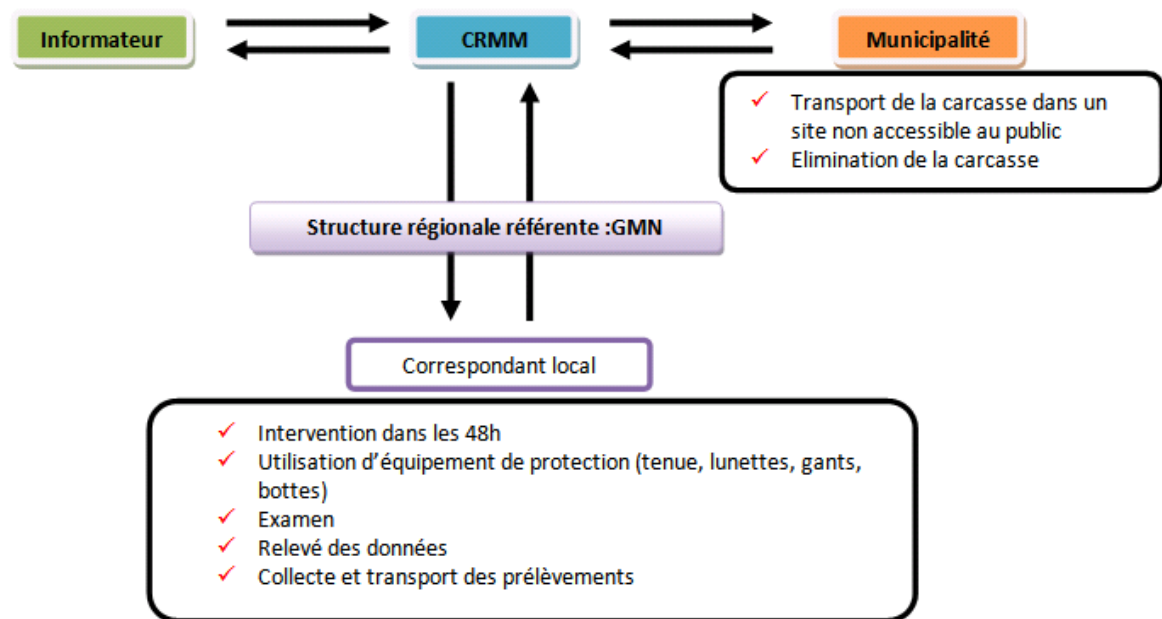 Informateur
CRMM
Municipalité
Transport de la carcasse dans un
site non accessible au public
Elimination de la carcasse
Structure régionale référente :GMN
Correspondant local
Intervention dans les 48h
Utilisation d’équipement de protection (tenue, lunettes, gants,
bottes)
Examen
Relevé des données
Collecte et transport des prélèvements